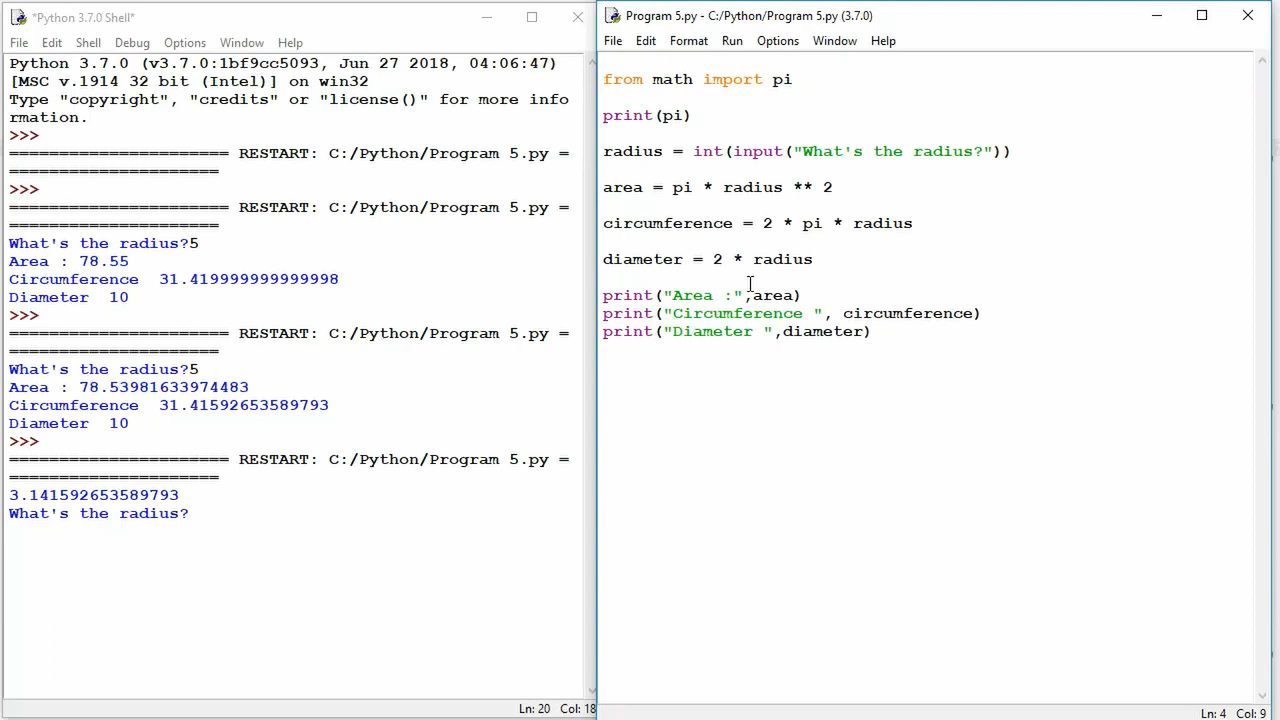 *Python 3.7.0 Shell*
File Edit Shell Debug Options Window Help
Python 3.7.0 (v3.7.0:1bf9cc5093, Jun 27 2018, 04:06:47)
[MSC v.1914 32 bit (Intel)] on win32
Type "copyright", "credits" or "license()" for more info
rmation.
>>>
====================== RESTART: C:/Python/Program 5.py =
=====================
>>>
====================== RESTART: C:/Python/Program 5.py =
=====================
What's the radius?5
Area : 78.55
Circumference  31.419999999999998
Diameter  10
>>>
====================== RESTART: C:/Python/Program 5.py =
=====================
What's the radius?5
Area : 78.53981633974483
Circumference  31.41592653589793
Diameter  10
>>>
====================== RESTART: C:/Python/Program 5.py =
=====================
3.141592653589793
What's the radius?
Ln: 20 Col: 18
Program 5.py - C:/Python/Program 5.py (3.7.0)
File Edit Format Run Options Window Help
from math import pi
print(pi)
radius = int(input("What's the radius?"))
area = pi * radius ** 2
circumference = 2 * pi * radius
diameter = 2 * radius
print("Area :",area)
print("Circumference ", circumference)
print("Diameter ",diameter)
Ln: 4 Col: 9